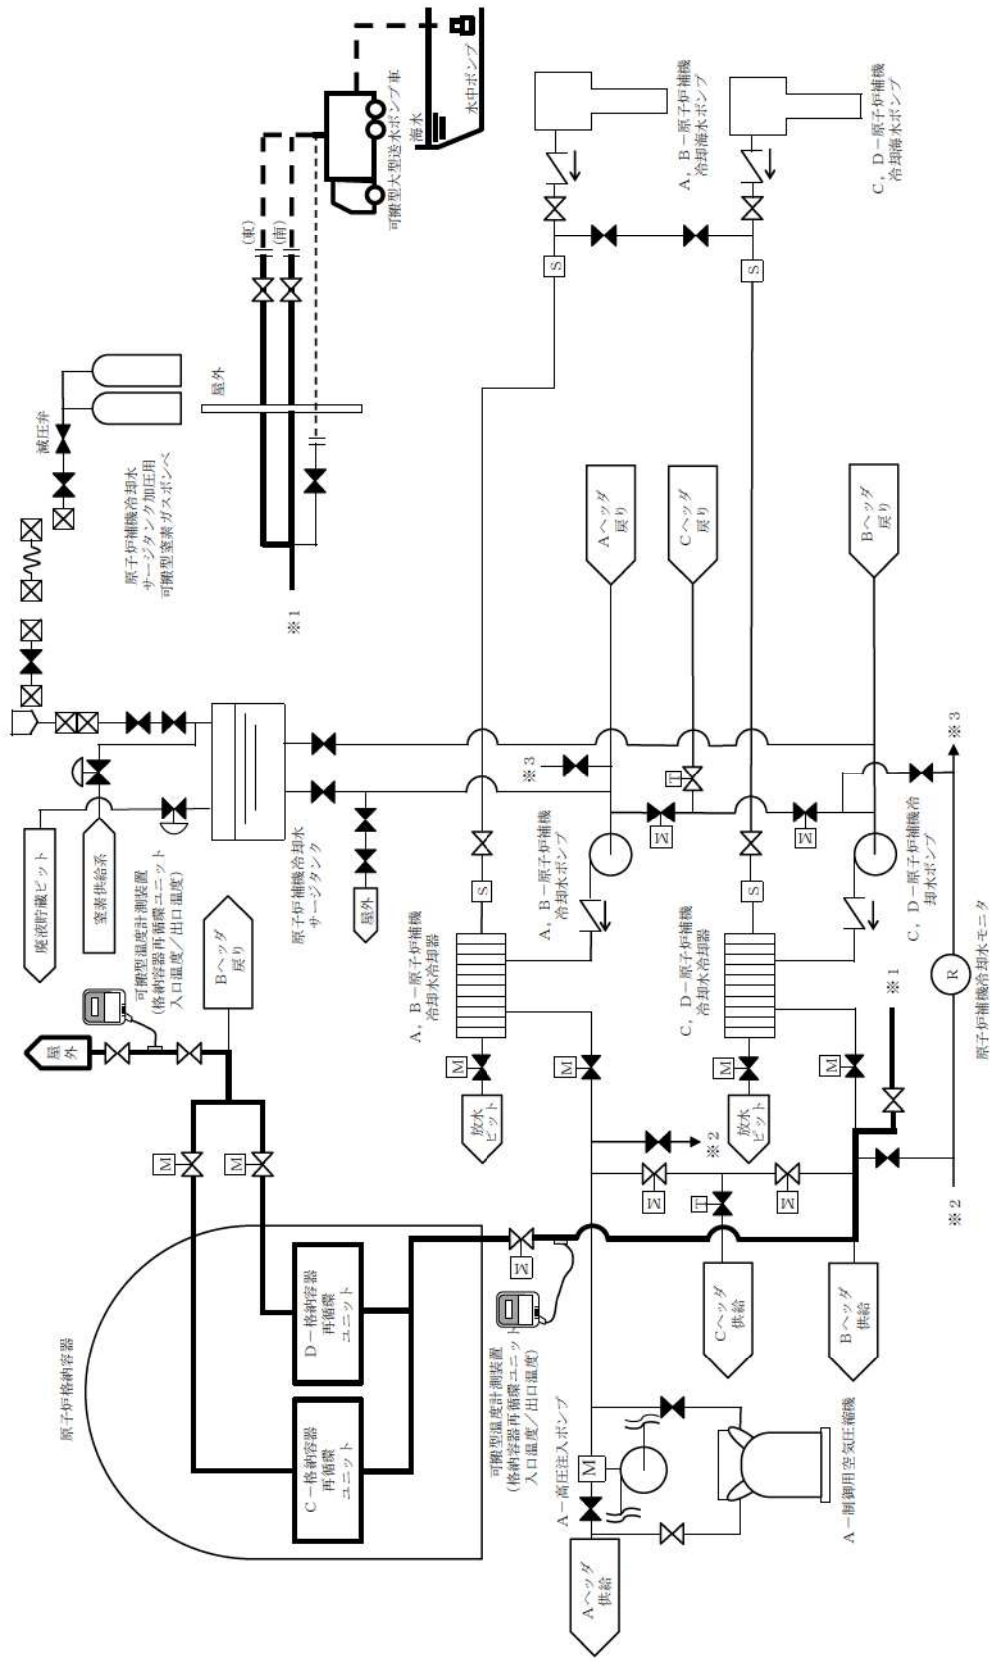 原子炉格納容器
C-格納容器
再循環
ユニット
D-格納容器
再循環
ユニット
M
M
屋
外
可搬型温度計測装置
(格納容器再循環ユニット
入口温度/出口温度)
Bヘッダ
戻り
廃液貯蔵ピット
窒素供給系
原子炉補機冷却水
サージタンク
屋外
原子炉補機冷却水
サージタンク加圧用
可搬型窒素ガスボンベ
減圧弁
屋外
※1
(東)
(南)
可搬型大型送水ポンプ車
海水
水中ポンプ
可搬型温度計測装置
(格納容器再循環ユニット
入口温度/出口温度)
M
A-高圧注入ポンプ
M
Aヘッダ
供給
A-制御用空気圧縮機
Cヘッダ
供給
Bヘッダ
供給
T
M
M
※2
※2
放水
ピット
M
M
A,B-原子炉補機
冷却水冷却器
S
放水
ピット
M
M
C,D-原子炉補機
冷却水冷却器
S
※1
R
原子炉補機冷却水モニタ
※3
※3
A,B-原子炉補機
冷却水ポンプ
C,D-原子炉補機冷
却水ポンプ
M
M
T
Aヘッダ
戻り
Cヘッダ
戻り
Bヘッダ
戻り
S
S
A,B-原子炉補機
冷却海水ポンプ
C,D-原子炉補機
冷却海水ポンプ